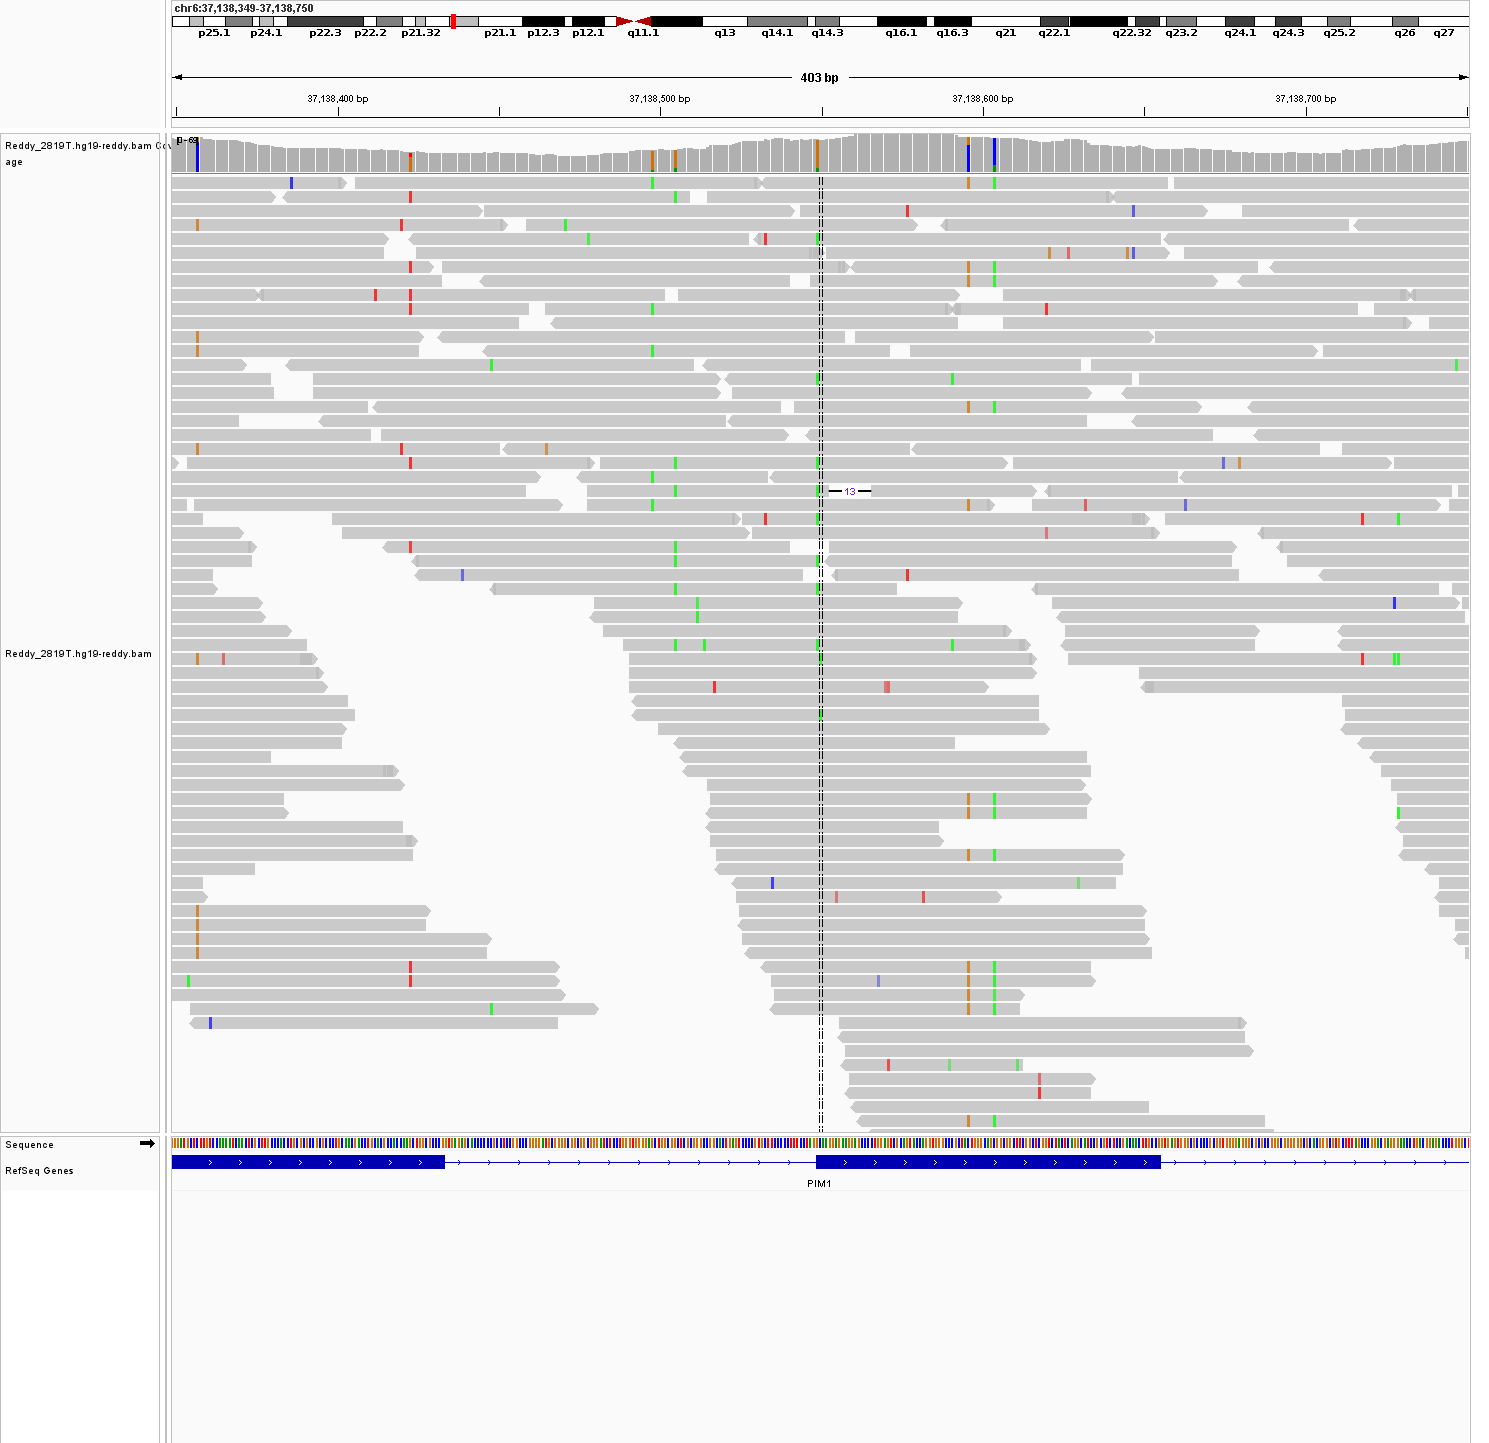 chr6:37,138,349-37,138,750
p25.1 p24.1 p22.3 p22.2 p21.32 p21.1 p12.3 p12.1 q11.1 q13 q14.1 q14.3 q16.1 q16.3 q21 q22.1 q22.32 q23.2 q24.1 q24.3 q25.2 q26 q27
403 bp
37,138,400 bp 37,138,500 bp 37,138,600 bp 37,138,700 bp
Reddy_2819T.hg19-reddy.bam Cov
age
13
Reddy_2819T.hg19-reddy.bam
Sequence
RefSeq Genes
PIM1